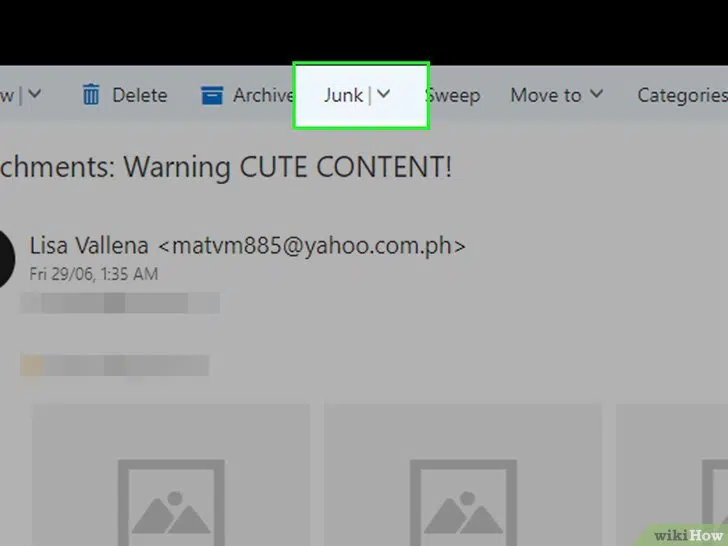 w | Delete Archive Junk | Sweep Move to Categories
chments: Warning CUTE CONTENT!
Lisa Vallena <matvm885@yahoo.com.ph>
Fri 29/06, 1:35 AM
wikiHow